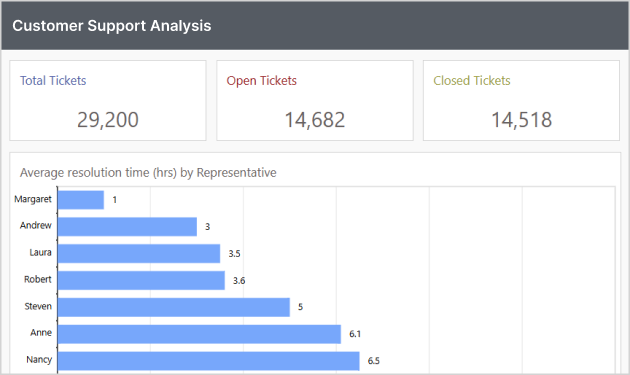 Customer Support Analysis
Total Tickets
Open Tickets
Closed Tickets
29,200
14,682
14,518
Average resolution time (hrs) by Representative
Margaret 1
Andrew 3
Laura 3.5
Robert 3.6
Steven 5
Anne 6.1
Nancy 6.5